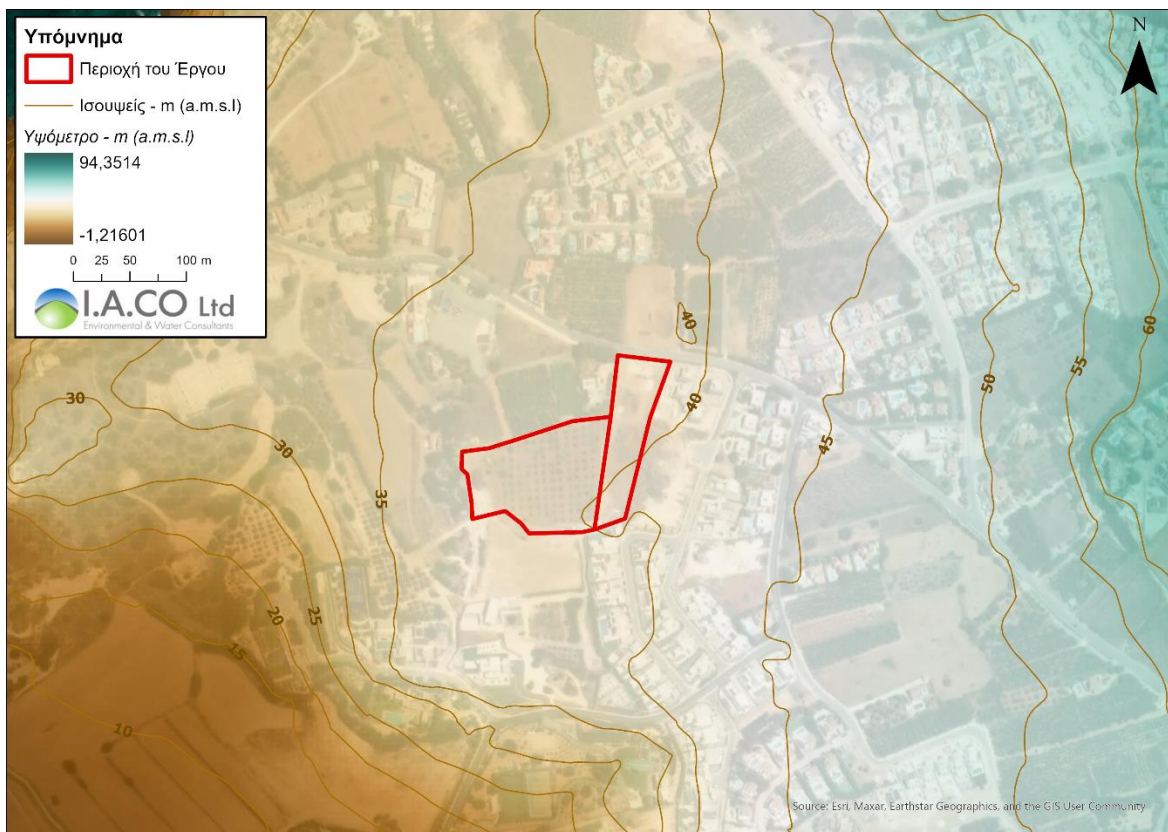 Υπόμνημα
Περιοχή του Έργου
Ισουψείς - m (a.m.s.l)
Υψόμετρο - m (a.m.s.l)
94,3514
-1,21601
0 25 50 100 m
I.A.CO Ltd
Environmental & Water Consultants
N
40
60
30
40
50
55
45
30
35
25
20
15
10
Source: Esri, Maxar, Earthstar Geographics, and the GIS User Community